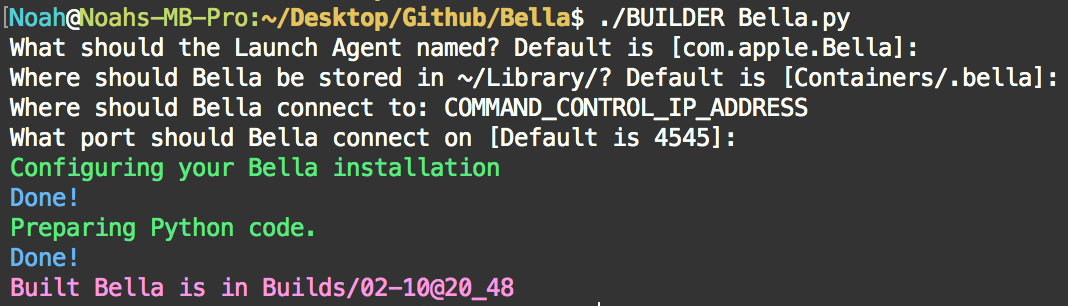 [Noah@Noahs-MB-Pro:~/Desktop/Github/Bella$ ./BUILDER Bella.py
What should the Launch Agent named? Default is [com.apple.Bella]:
Where should Bella be stored in ~/Library/? Default is [Containers/.bella]:
Where should Bella connect to: COMMAND_CONTROL_IP_ADDRESS
What port should Bella connect on [Default is 4545]:
Configuring your Bella installation
Done!
Preparing Python code.
Done!
Built Bella is in Builds/02-10@20_48